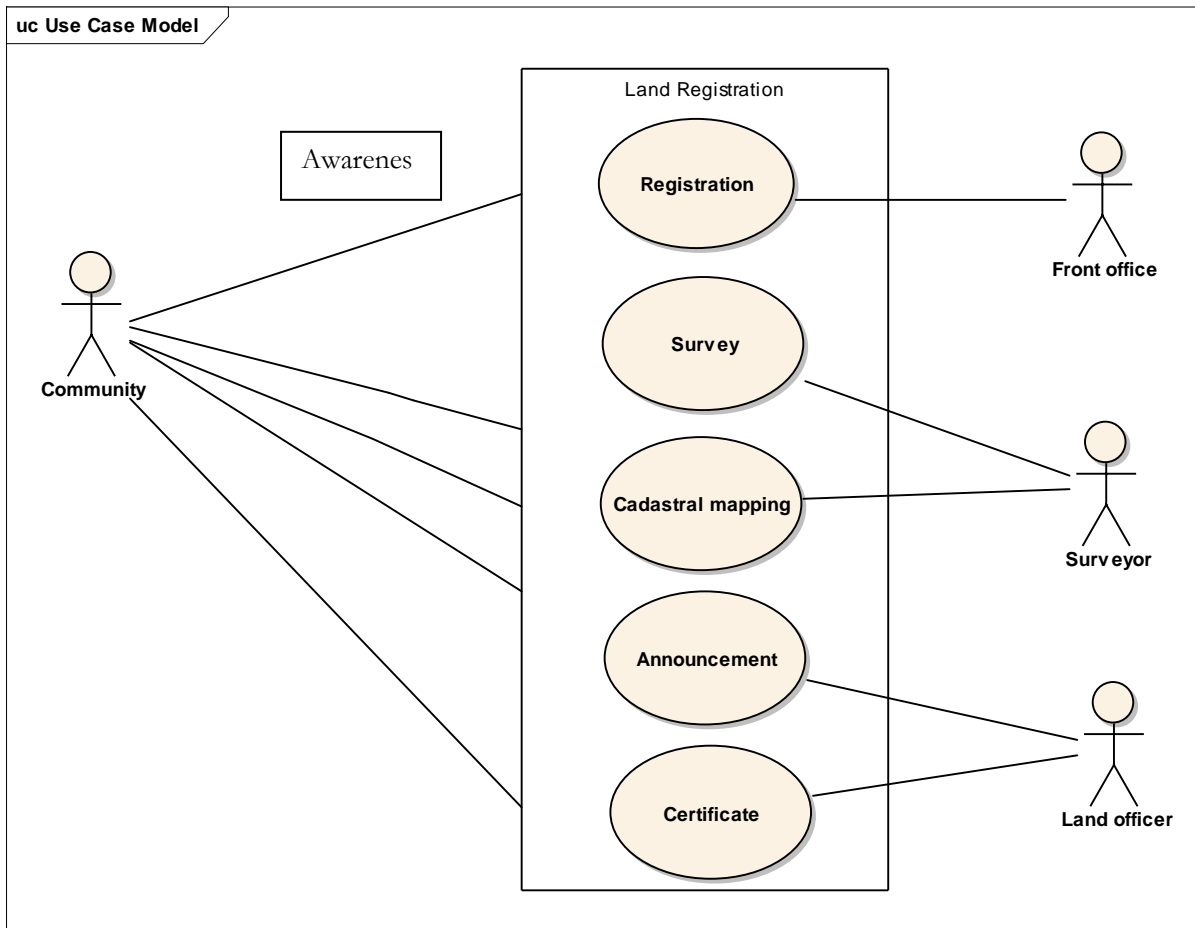 uc Use Case Model
Land Registration
Awarenes
Registration
Front office
Community
Survey
Surveyor
Cadastral mapping
Announcement
Land officer
Certificate